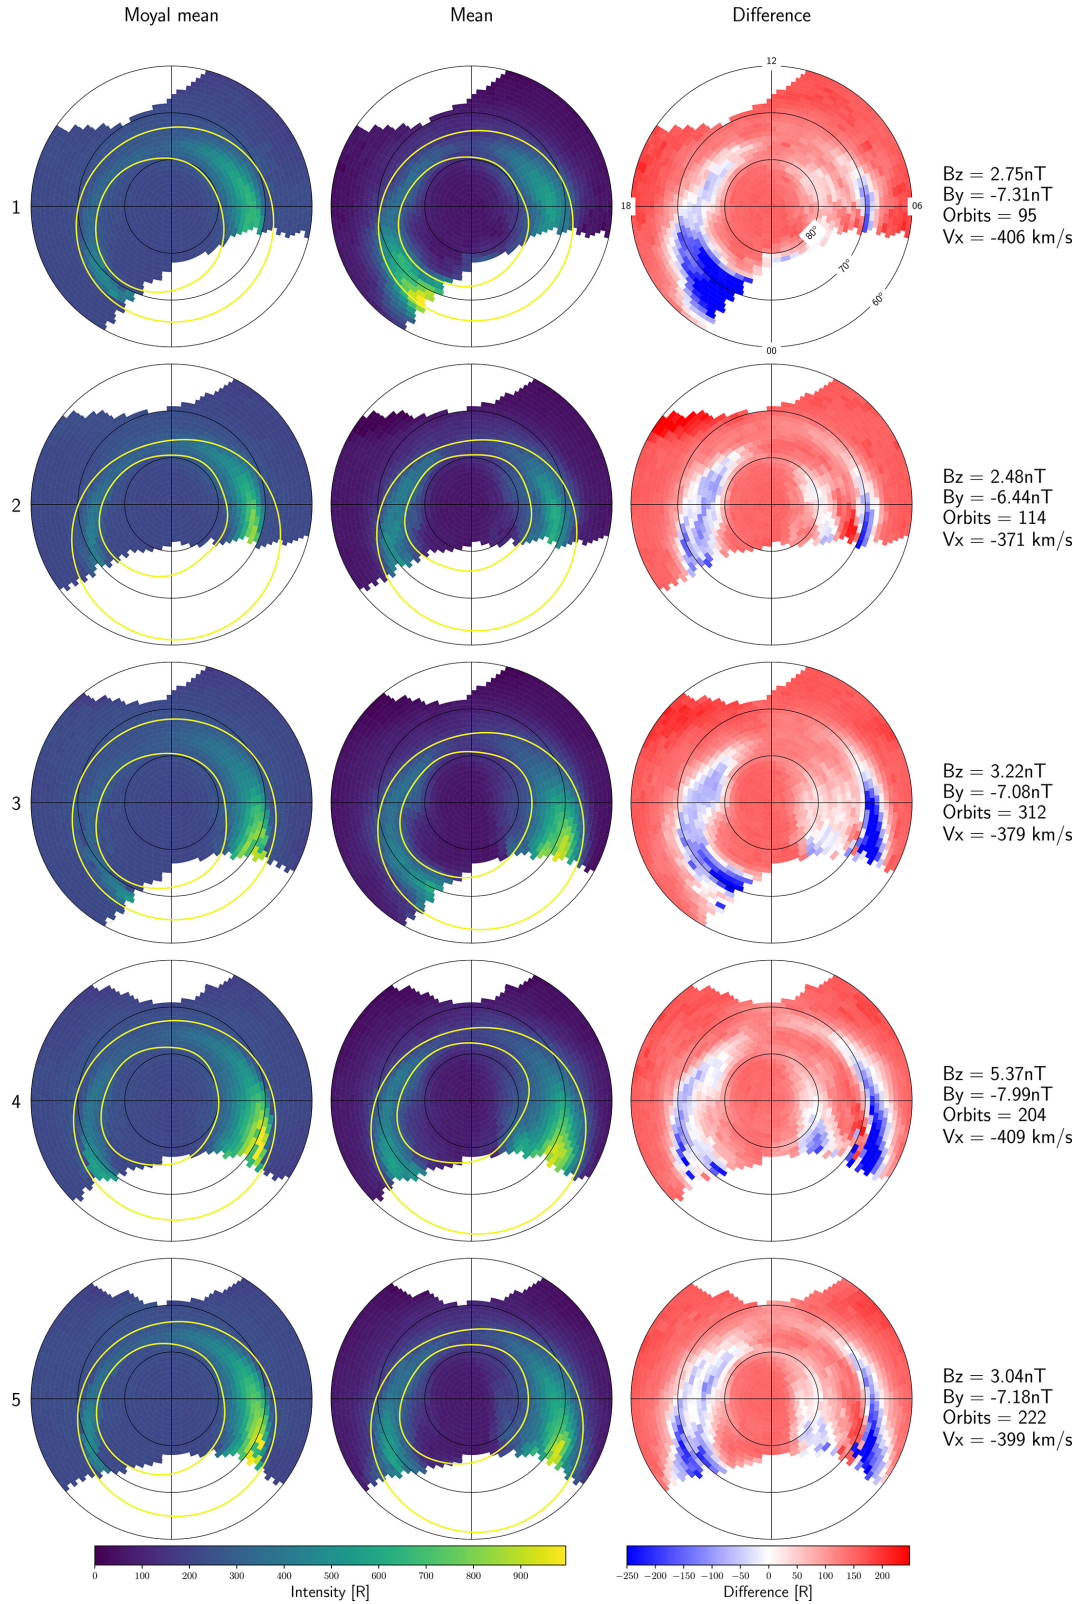 Moyal mean Mean Difference
12
1 18 06 80° 70° 60° 00
Bz = 2.75nT
By = -7.31nT
Orbits = 95
Vx = -406 km/s
2
Bz = 2.48nT
By = -6.44nT
Orbits = 114
Vx = -371 km/s
3
Bz = 3.22nT
By = -7.08nT
Orbits = 312
Vx = -379 km/s
4
Bz = 5.37nT
By = -7.99nT
Orbits = 204
Vx = -409 km/s
5
Bz = 3.04nT
By = -7.18nT
Orbits = 222
Vx = -399 km/s
0 100 200 300 400 500 600 700 800 900
Intensity [R]
−250 −200 −150 −100 −50 0 50 100 150 200
Difference [R]